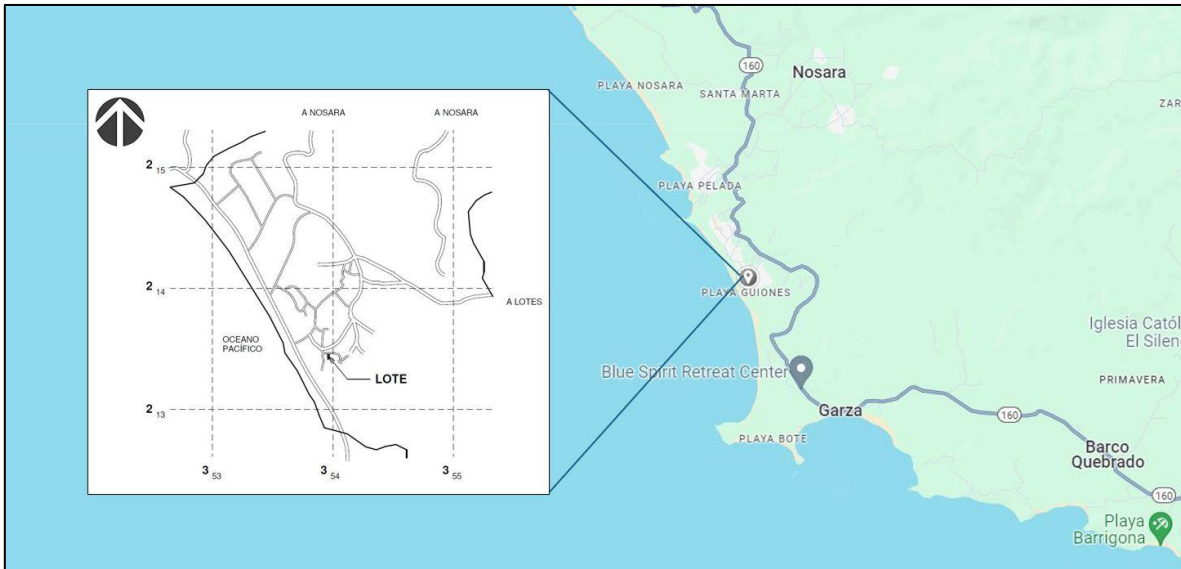 A NOSARA
A NOSARA
2 15
2 14
A LOTES
OCEANO
PACÍFICO
LOTE
2 13
3 53
3 54
3 55
160
Nosara
PLAYA NOSARA
SANTA MARTA
ZAR
PLAYA PELADA
PLAYA GUIONES
Iglesia Catól
El Silenc
Blue Spirit Retreat Center
PRIMAVERA
Garza
160
PLAYA BOTE
Barco
Quebrado
160
Playa
Barrigona